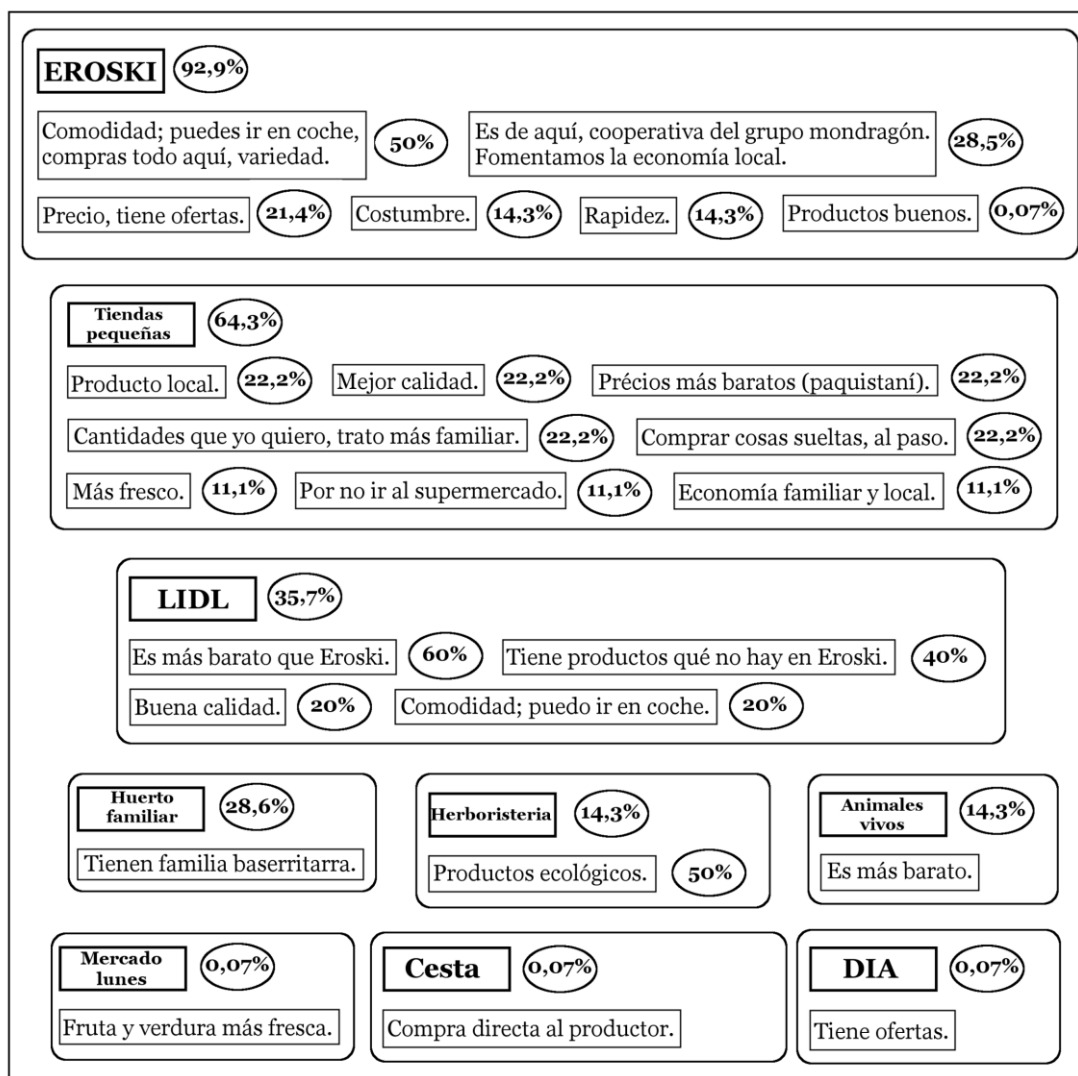 EROSKI 92,9%
Comodidad; puedes ir en coche,
compras todo aquí, variedad. 50%
Es de aquí, cooperativa del grupo mondragón.
Fomentamos la economía local. 28,5%
Precio, tiene ofertas. 21,4% Costumbre. 14,3% Rapidez. 14,3% Productos buenos. 0,07%
Tiendas
pequeñas 64,3%
Producto local. 22,2% Mejor calidad. 22,2% Précios más baratos (paquistaní). 22,2%
Cantidades que yo quiero, trato más familiar. 22,2% Comprar cosas sueltas, al paso. 22,2%
Más fresco. 11,1% Por no ir al supermercado. 11,1% Economía familiar y local. 11,1%
LIDL 35,7%
Es más barato que Eroski. 60% Tiene productos qué no hay en Eroski. 40%
Buena calidad. 20% Comodidad; puedo ir en coche. 20%
Huerto
familiar 28,6%
Tienen familia baserritarra.
Herboristeria 14,3%
Productos ecológicos. 50%
Animales
vivos 14,3%
Es más barato.
Mercado
lunes 0,07%
Fruta y verdura más fresca.
Cesta 0,07%
Compra directa al productor.
DIA 0,07%
Tiene ofertas.